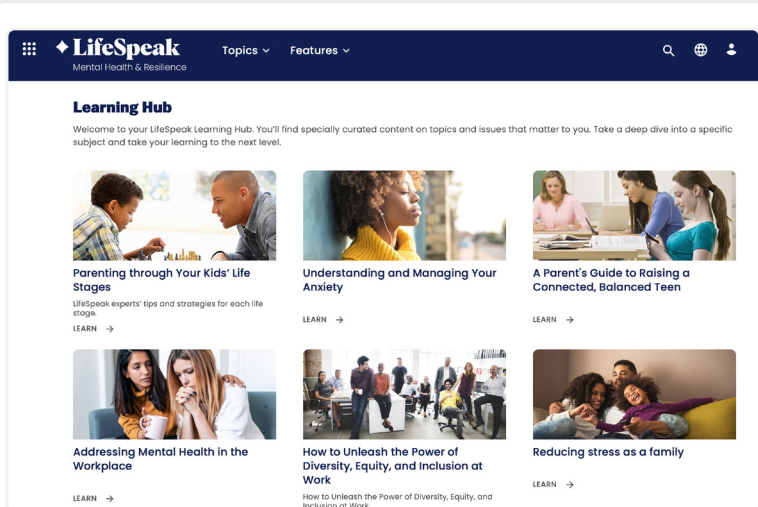 LifeSpeak
Mental Health & Resilience
Topics
Features
Learning Hub
Welcome to your LifeSpeak Learning Hub. You'll find specially curated content on topics and issues that matter to you. Take a deep dive into a specific
subject and take your learning to the next level.
Parenting through Your Kids' Life
Stages
LifeSpeak experts' tips and strategies for each life
stage.
LEARN
Understanding and Managing Your
Anxiety
LEARN
A Parent's Guide to Raising a
Connected, Balanced Teen
LEARN
Addressing Mental Health in the
Workplace
LEARN
How to Unleash the Power of
Diversity, Equity, and Inclusion at
Work
How to Unleash the Power of Diversity, Equity, and
Inclusion at Work
Reducing stress as a family
LEARN